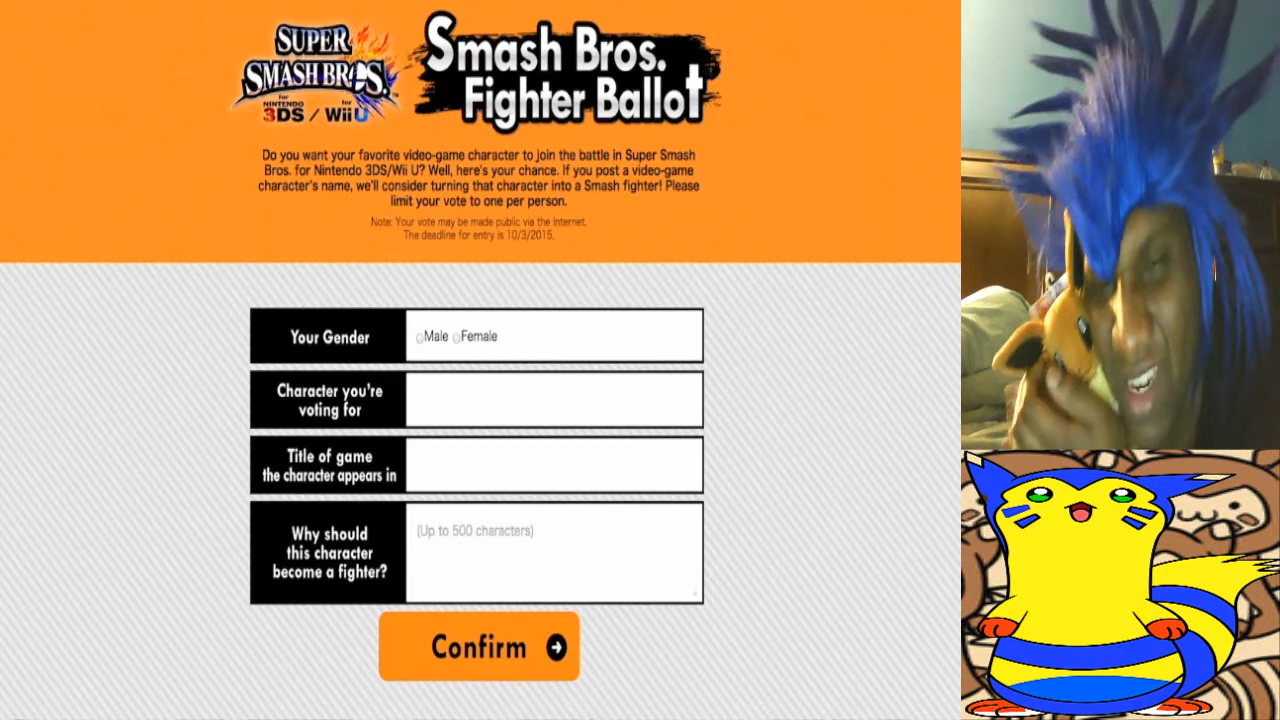 SUPER
SMASH BROS.
for NINTENDO 3DS / for Wii U
Smash Bros.
Fighter Ballot
Do you want your favorite video-game character to join the battle in Super Smash
Bros. for Nintendo 3DS/Wii U? Well, here's your chance. If you post a video-game
character's name, we'll consider turning that character into a Smash fighter! Please
limit your vote to one per person.
Note: Your vote may be made public via the Internet.
The deadline for entry is 10/3/2015.
Your Gender
Male Female
Character you're
voting for
Title of game
the character appears in
Why should
this character
become a fighter?
(Up to 500 characters)
Confirm